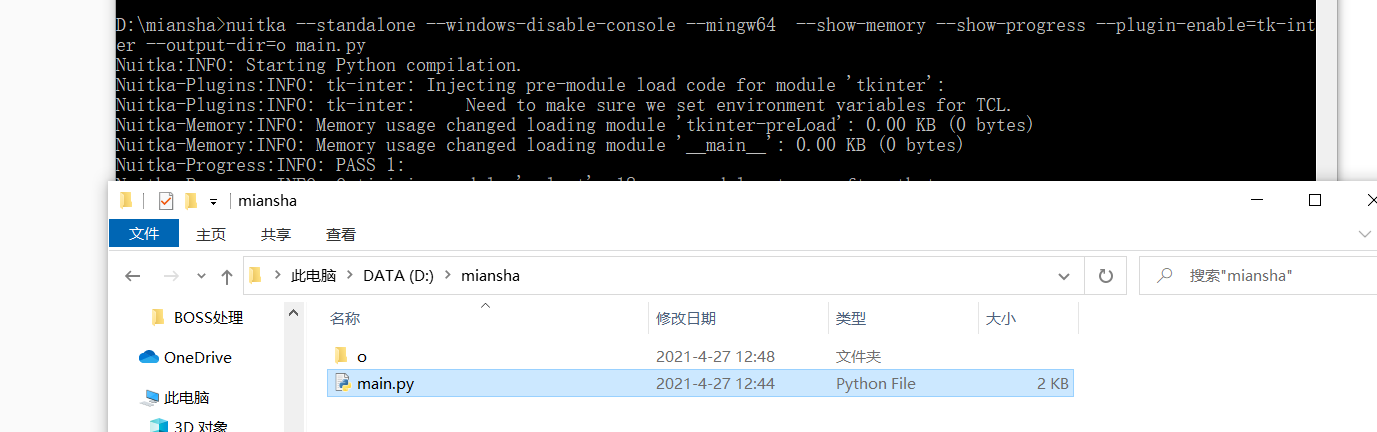 D:\miansha>nuitka --standalone --windows-disable-console --mingw64  --show-memory --show-progress --plugin-enable=tk-int
er --output-dir=o main.py
Nuitka:INFO: Starting Python compilation.
Nuitka-Plugins:INFO: tk-inter: Injecting pre-module load code for module 'tkinter':
Nuitka-Plugins:INFO: tk-inter:     Need to make sure we set environment variables for TCL.
Nuitka-Memory:INFO: Memory usage changed loading module 'tkinter-preLoad': 0.00 KB (0 bytes)
Nuitka-Memory:INFO: Memory usage changed loading module '__main__': 0.00 KB (0 bytes)
Nuitka-Progress:INFO: PASS 1:
miansha
文件 主页 共享 查看
此电脑 DATA (D:) miansha 搜索"miansha"
BOSS处理
OneDrive
此电脑
3D 对象
名称 修改日期 类型 大小
o 2021-4-27 12:48 文件夹
main.py 2021-4-27 12:44 Python File 2 KB